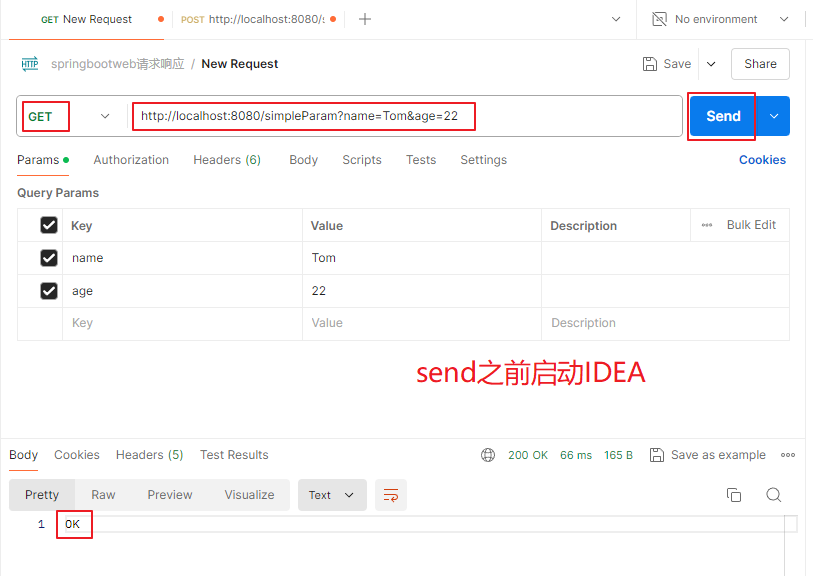 GET New Request POST http://localhost:8080/s No environment
HTTP springbootweb请求响应 / New Request Save Share
GET http://localhost:8080/simpleParam?name=Tom&age=22 Send
Params Authorization Headers (6) Body Scripts Tests Settings Cookies
Query Params
Key Value Description Bulk Edit
name Tom
age 22
Key Value Description
send之前启动IDEA
Body Cookies Headers (5) Test Results 200 OK 66 ms 165 B Save as example
Pretty Raw Preview Visualize Text
1 OK